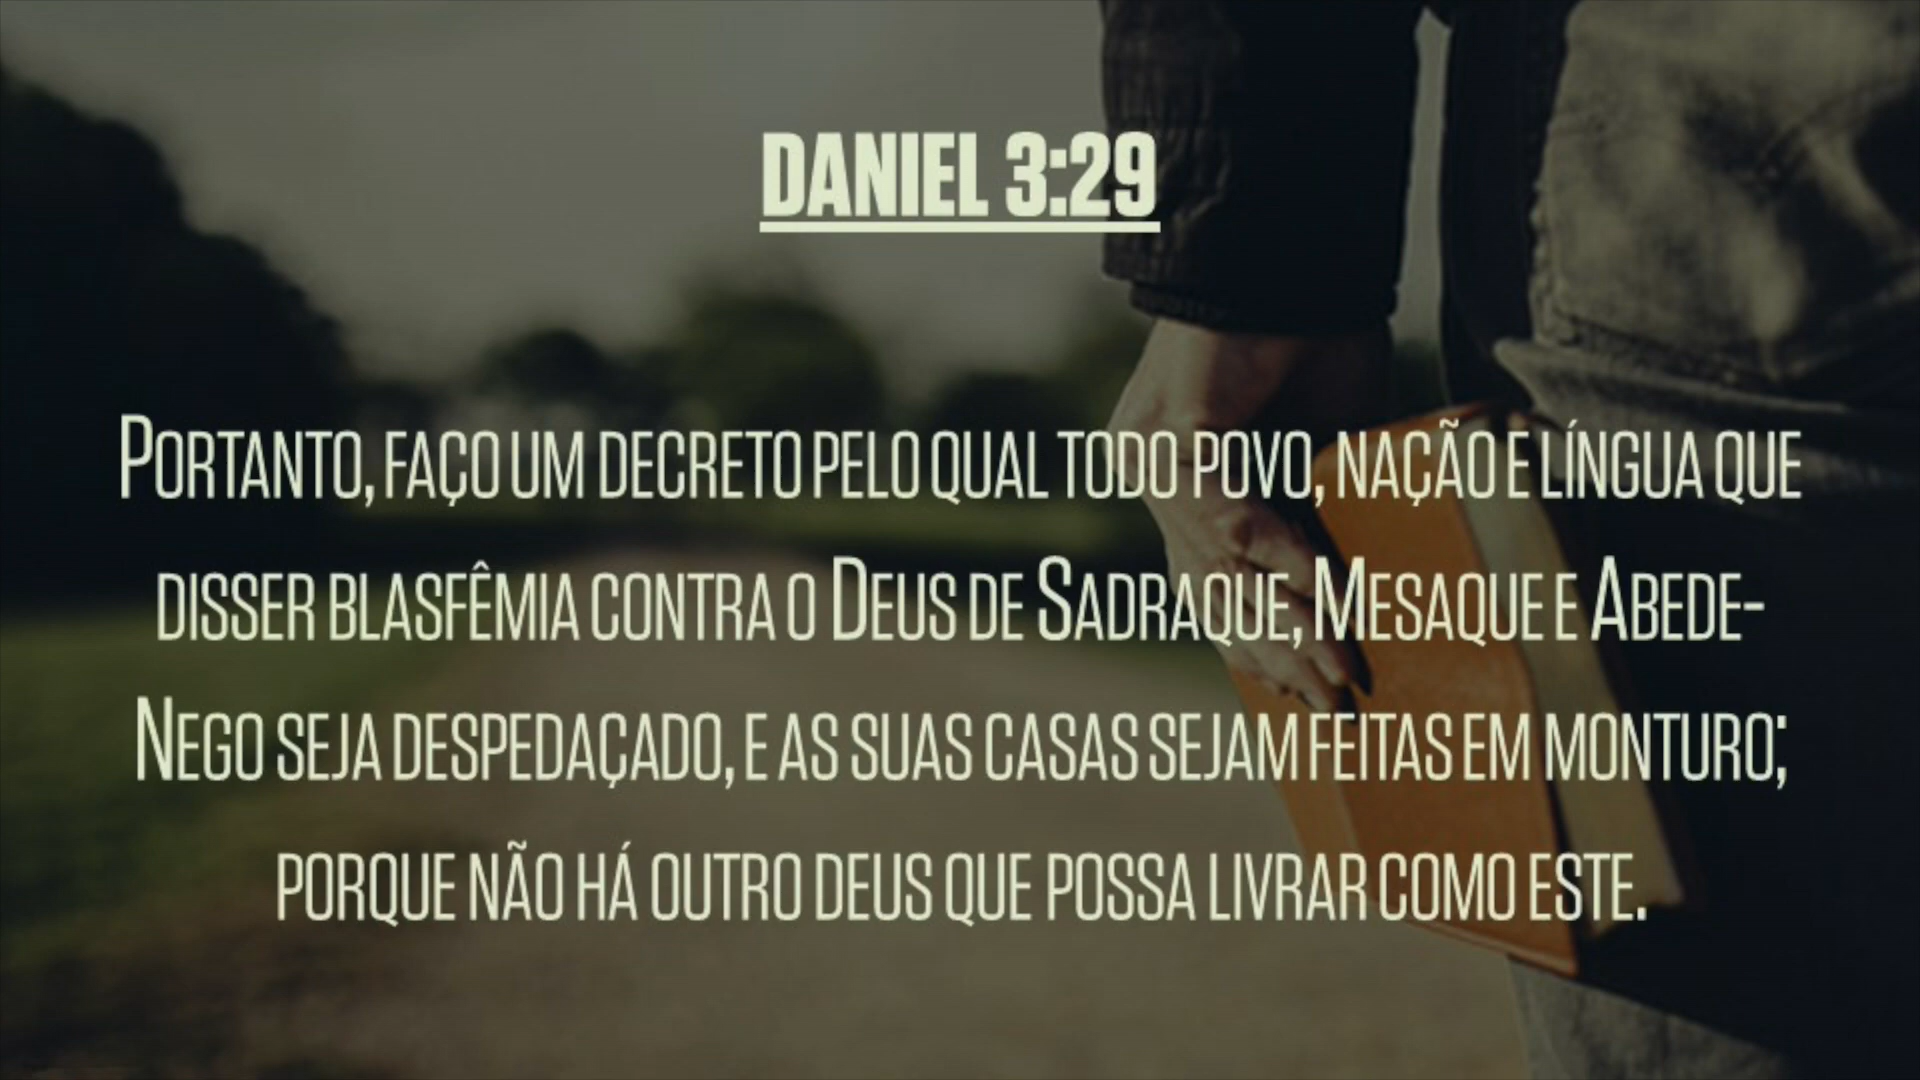 DANIEL 3:29
PORTANTO, FAÇO UM DECRETO PELO QUAL TODO POVO, NAÇÃO E LÍNGUA QUE
DISSER BLASFÊMIA CONTRA O DEUS DE SADRAQUE, MESAQUE E ABEDE-
NEGO SEJA DESPEDAÇADO, E AS SUAS CASAS SEJAM FEITAS EM MONTURO;
PORQUE NÃO HÁ OUTRO DEUS QUE POSSA LIVRAR COMO ESTE.